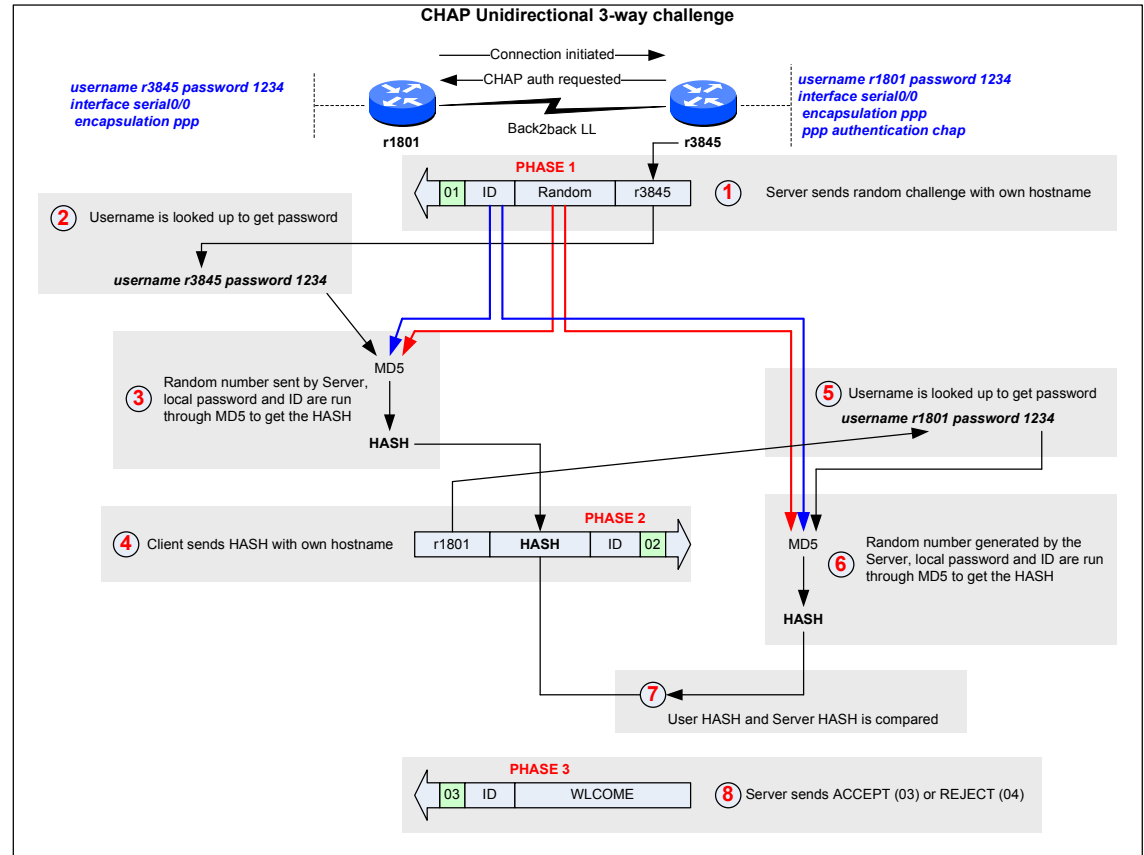 CHAP Unidirectional 3-way challenge
Connection initiated
CHAP auth requested
username r3845 password 1234
interface serial0/0
encapsulation ppp
username r1801 password 1234
interface serial0/0
encapsulation ppp
ppp authentication chap
Back2back LL
r1801
r3845
PHASE 1
01 ID Random r3845
1 Server sends random challenge with own hostname
2 Username is looked up to get password
username r3845 password 1234
MD5
3 Random number sent by Server,
local password and ID are run
through MD5 to get the HASH
HASH
5 Username is looked up to get password
username r1801 password 1234
PHASE 2
4 Client sends HASH with own hostname
r1801 HASH ID 02
MD5
6 Random number generated by the
Server, local password and ID are run
through MD5 to get the HASH
HASH
7
User HASH and Server HASH is compared
PHASE 3
03 ID WLCOME
8 Server sends ACCEPT (03) or REJECT (04)